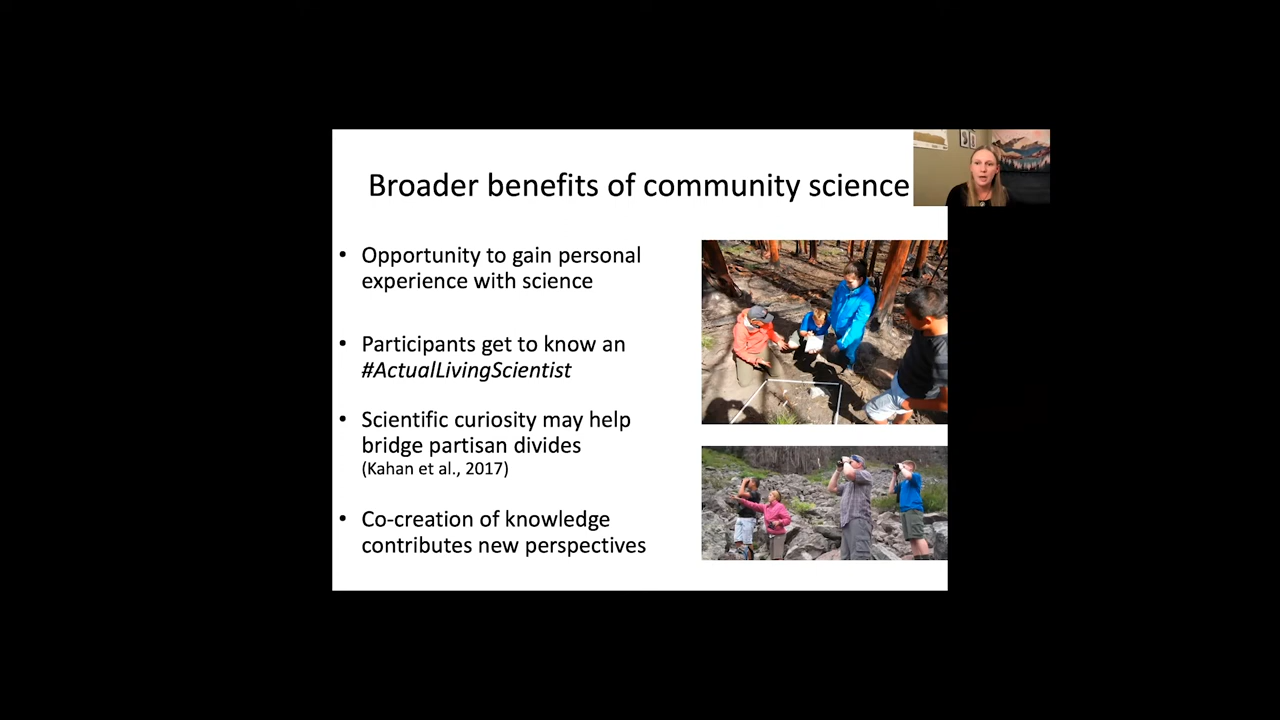 Broader benefits of community science
• Opportunity to gain personal
experience with science
• Participants get to know an
#ActualLivingScientist
• Scientific curiosity may help
bridge partisan divides
(Kahan et al., 2017)
• Co-creation of knowledge
contributes new perspectives